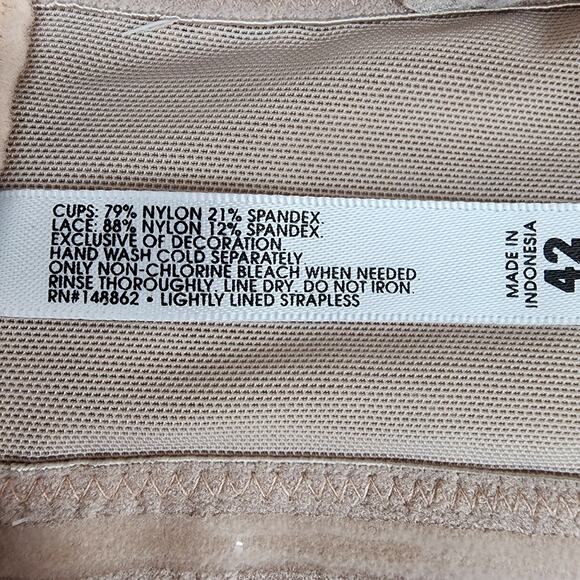 CUPS: 79% NYLON 21% SPANDEX.
LACE: 88% NYLON 12% SPANDEX.
EXCLUSIVE OF DECORATION.
HAND WASH COLD SEPARATELY.
ONLY NON-CHLORINE BLEACH WHEN NEEDED
RINSE THOROUGHLY. LINE DRY. DO NOT IRON.
RN#148862 • LIGHTLY LINED STRAPLESS
MADE IN
INDONESIA
42